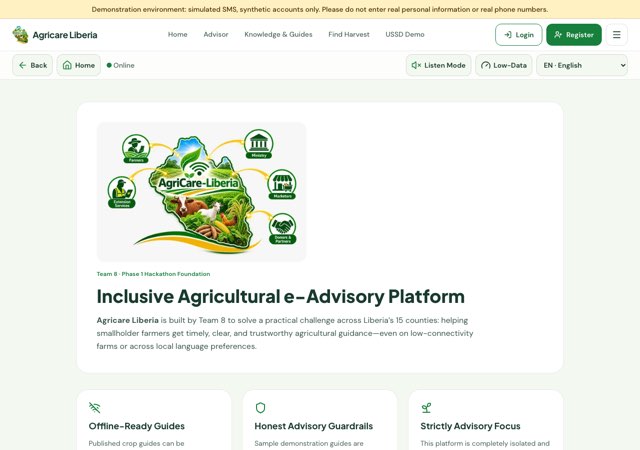 Demonstration environment: simulated SMS, synthetic accounts only. Please do not enter real personal information or real phone numbers.
Agricare Liberia
Home
Advisor
Knowledge & Guides
Find Harvest
USSD Demo
Login
Register
Back
Home
Online
Listen Mode
Low-Data
EN · English
Farmers
Ministry
AgriCare-Liberia
Extension
Services
Marketers
Donors &
Partners
Team 8 · Phase 1 Hackathon Foundation
Inclusive Agricultural e-Advisory Platform
Agricare Liberia is built by Team 8 to solve a practical challenge across Liberia's 15 counties: helping
smallholder farmers get timely, clear, and trustworthy agricultural guidance—even on low-connectivity
farms or across local language preferences.
Offline-Ready Guides
Published crop guides can be
Honest Advisory Guardrails
Sample demonstration guides are
Strictly Advisory Focus
This platform is completely isolated and